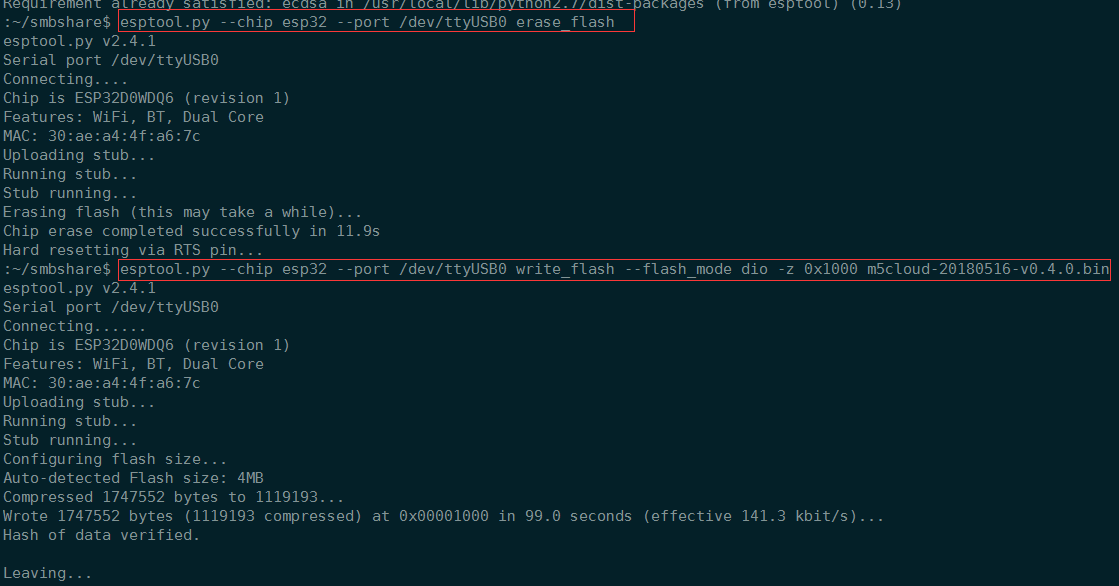 Requirement already satisfied: ecdsa in /usr/local/lib/python2.7/dist-packages (from esptool) (0.13)
:~/smbshare$ esptool.py --chip esp32 --port /dev/ttyUSB0 erase_flash
esptool.py v2.4.1
Serial port /dev/ttyUSB0
Connecting....
Chip is ESP32D0WDQ6 (revision 1)
Features: WiFi, BT, Dual Core
MAC: 30:ae:a4:4f:a6:7c
Uploading stub...
Running stub...
Stub running...
Erasing flash (this may take a while)...
Chip erase completed successfully in 11.9s
Hard resetting via RTS pin...
:~/smbshare$ esptool.py --chip esp32 --port /dev/ttyUSB0 write_flash --flash_mode dio -z 0x1000 m5cloud-20180516-v0.4.0.bin
esptool.py v2.4.1
Serial port /dev/ttyUSB0
Connecting......
Chip is ESP32D0WDQ6 (revision 1)
Features: WiFi, BT, Dual Core
MAC: 30:ae:a4:4f:a6:7c
Uploading stub...
Running stub...
Stub running...
Configuring flash size...
Auto-detected Flash size: 4MB
Compressed 1747552 bytes to 1119193...
Wrote 1747552 bytes (1119193 compressed) at 0x00001000 in 99.0 seconds (effective 141.3 kbit/s)...
Hash of data verified.
Leaving...